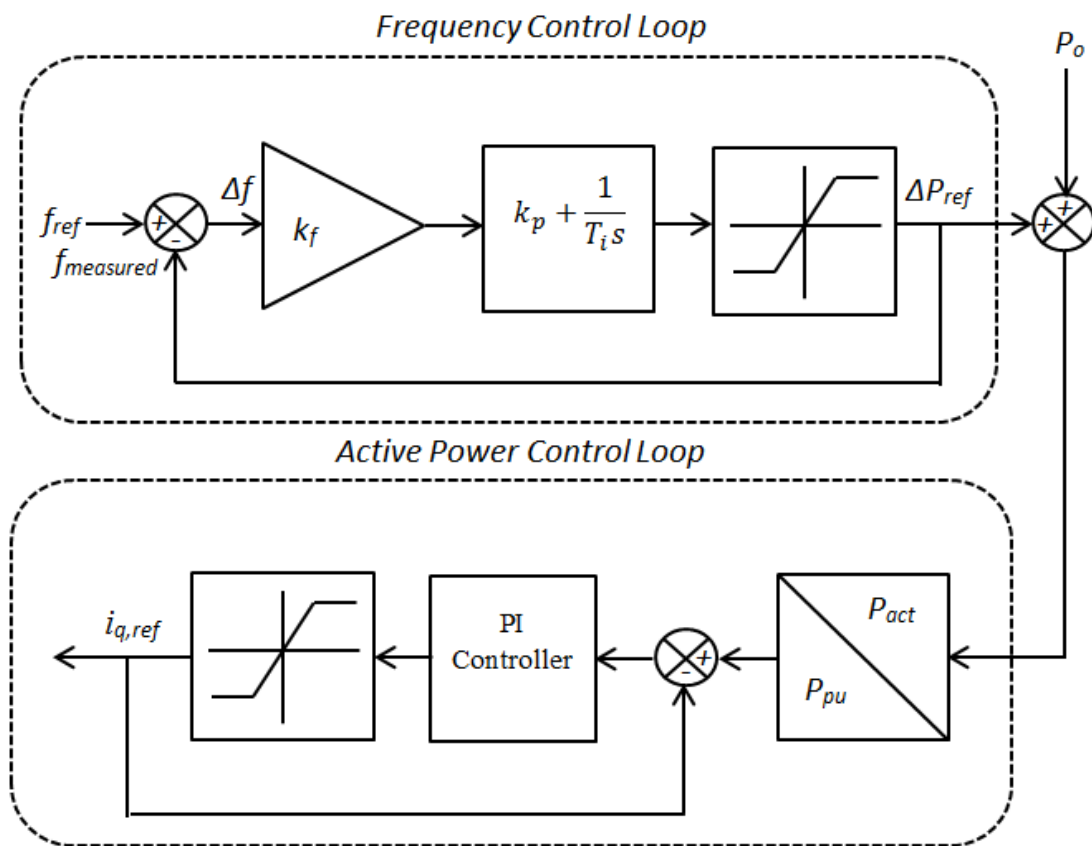 Frequency Control Loop
P_o
Δf
f_ref
+
-
f_measured
k_f
k_p + 1/(T_i s)
ΔP_ref
+
+
Active Power Control Loop
i_q,ref
PI
Controller
+
-
P_act
P_pu